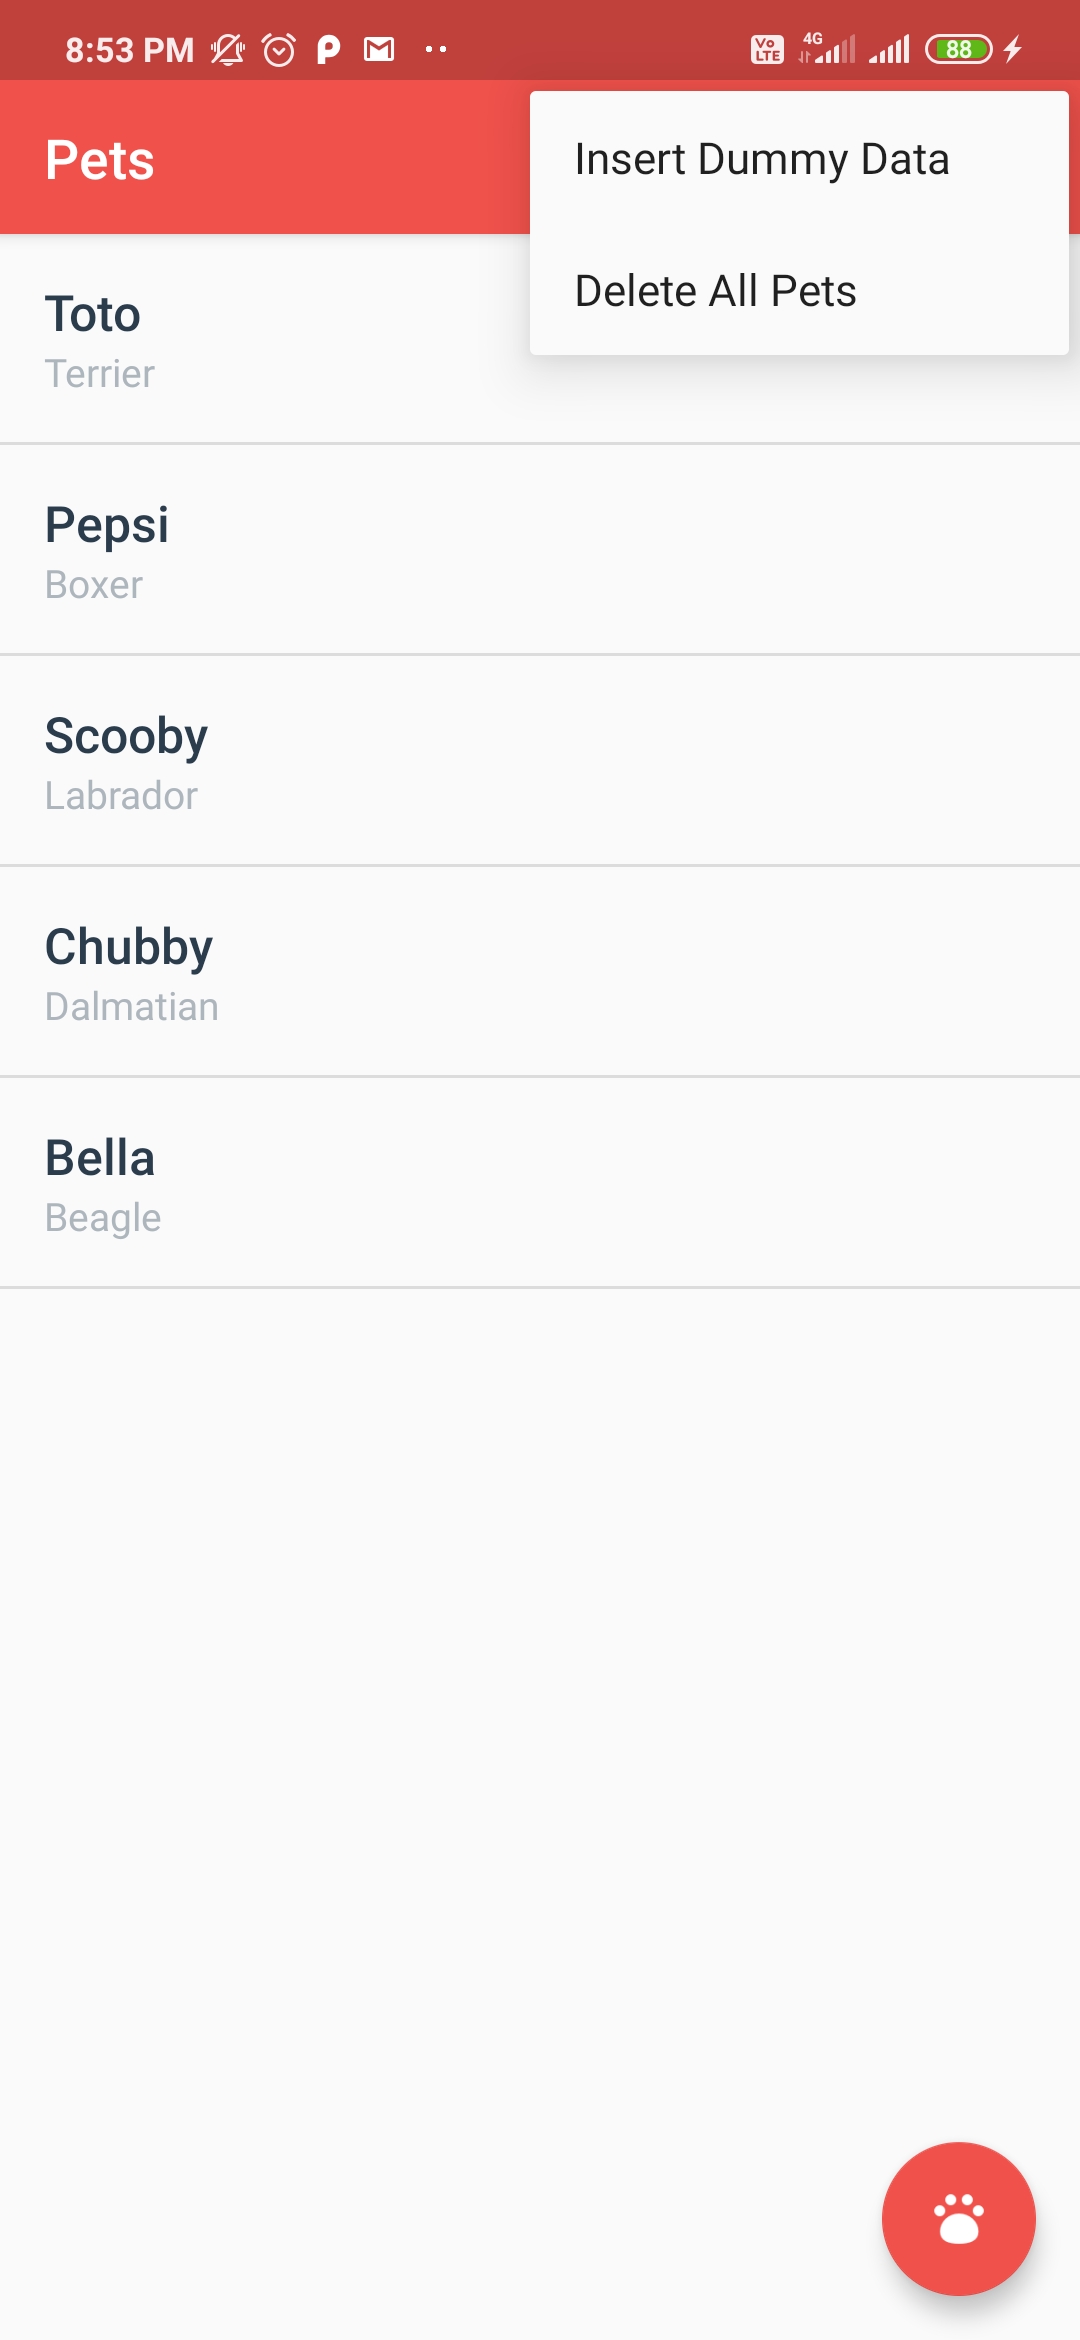 8:53 PM
Vo LTE
4G
88
Pets
Insert Dummy Data
Delete All Pets
Toto
Terrier
Pepsi
Boxer
Scooby
Labrador
Chubby
Dalmatian
Bella
Beagle